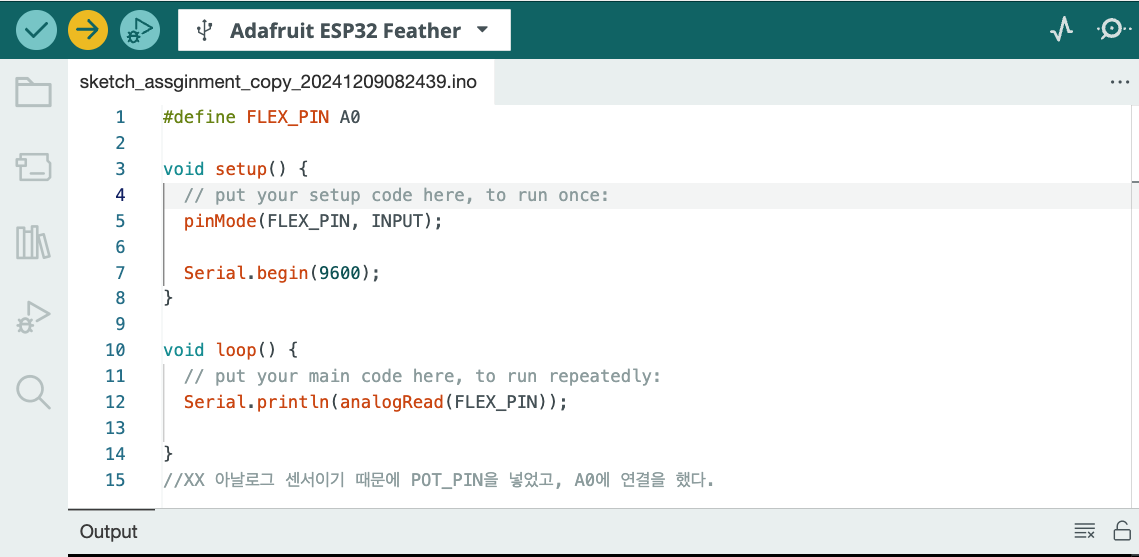 Adafruit ESP32 Feather
sketch_assginment_copy_20241209082439.ino
1 #define FLEX_PIN A0
2
3 void setup() {
4 // put your setup code here, to run once:
5 pinMode(FLEX_PIN, INPUT);
6
7 Serial.begin(9600);
8 }
9
10 void loop() {
11 // put your main code here, to run repeatedly:
12 Serial.println(analogRead(FLEX_PIN));
13
14 }
15 //XX 아날로그 센서이기 때문에 POT_PIN을 넣었고, A0에 연결을 했다.
Output